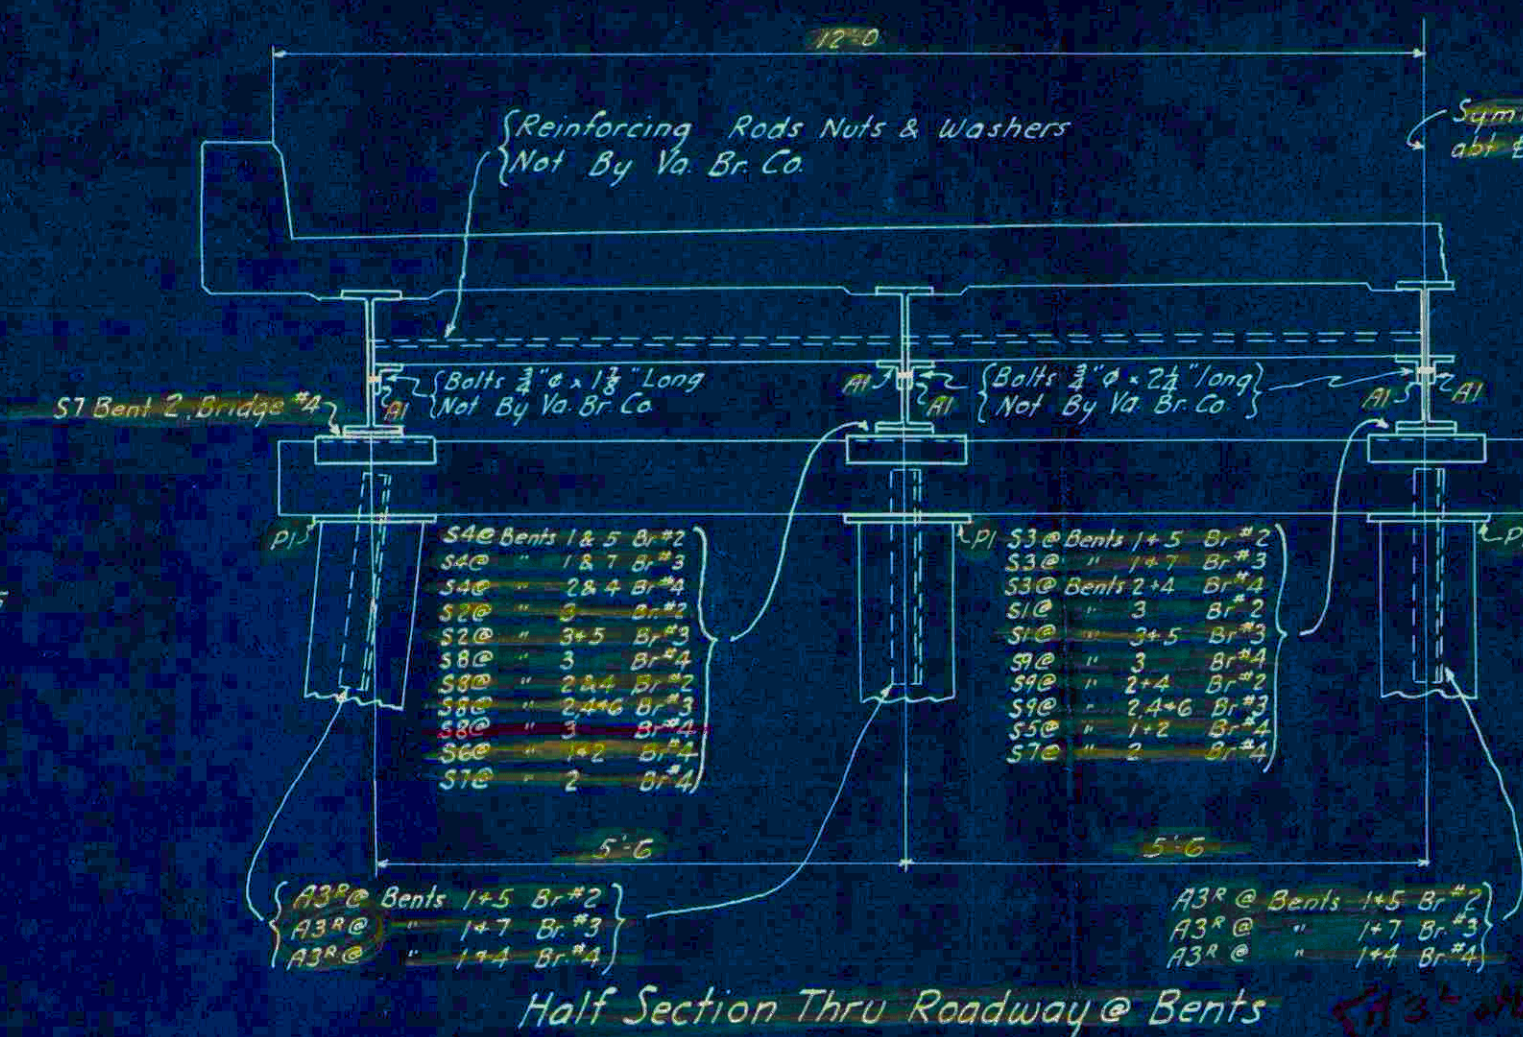 12'-0
Reinforcing Rods Nuts & Washers
Not By Va. Br. Co.
abt ₵
Bolts 3/4"φ x 1 7/8" Long
Not By Va. Br. Co.
A1
A1
A1
Bolts 3/4"φ x 2 1/4" long
Not By Va. Br. Co.
A1
A1
S7 Bent 2, Bridge #4
P1
S4@ Bents 1 & 5 Br #2
S4@ " 1 & 7 Br #3
S4@ " 2 & 4 Br #4
S2@ " 3 Br. #2
S2@ " 3+5 Br #3
S8@ " 3 Br #4
S8@ " 2 & 4 Br #2
S8@ " 2,4+6 Br #3
S8@ " 3 Br #4
S6@ " 1+2 Br #4
S7@ " 2 Br #4
P1
S3@ Bents 1+5 Br #2
S3@ " 1+7 Br #3
S3@ Bents 2+4 Br #4
S1@ " 3 Br #2
S1@ " 3+5 Br #3
S9@ " 3 Br #4
S9@ " 2+4 Br #2
S9@ " 2,4+6 Br #3
S5@ " 1+2 Br #4
S7@ " 2 Br #4
5'-6
5'-6
A3ᴿ@ Bents 1+5 Br #2
A3ᴿ@ " 1+7 Br. #3
A3ᴿ@ " 1+4 Br. #4
A3ᴿ @ Bents 1+5 Br #2
A3ᴿ @ " 1+7 Br. #3
A3ᴿ @ " 1+4 Br. #4
Half Section Thru Roadway @ Bents